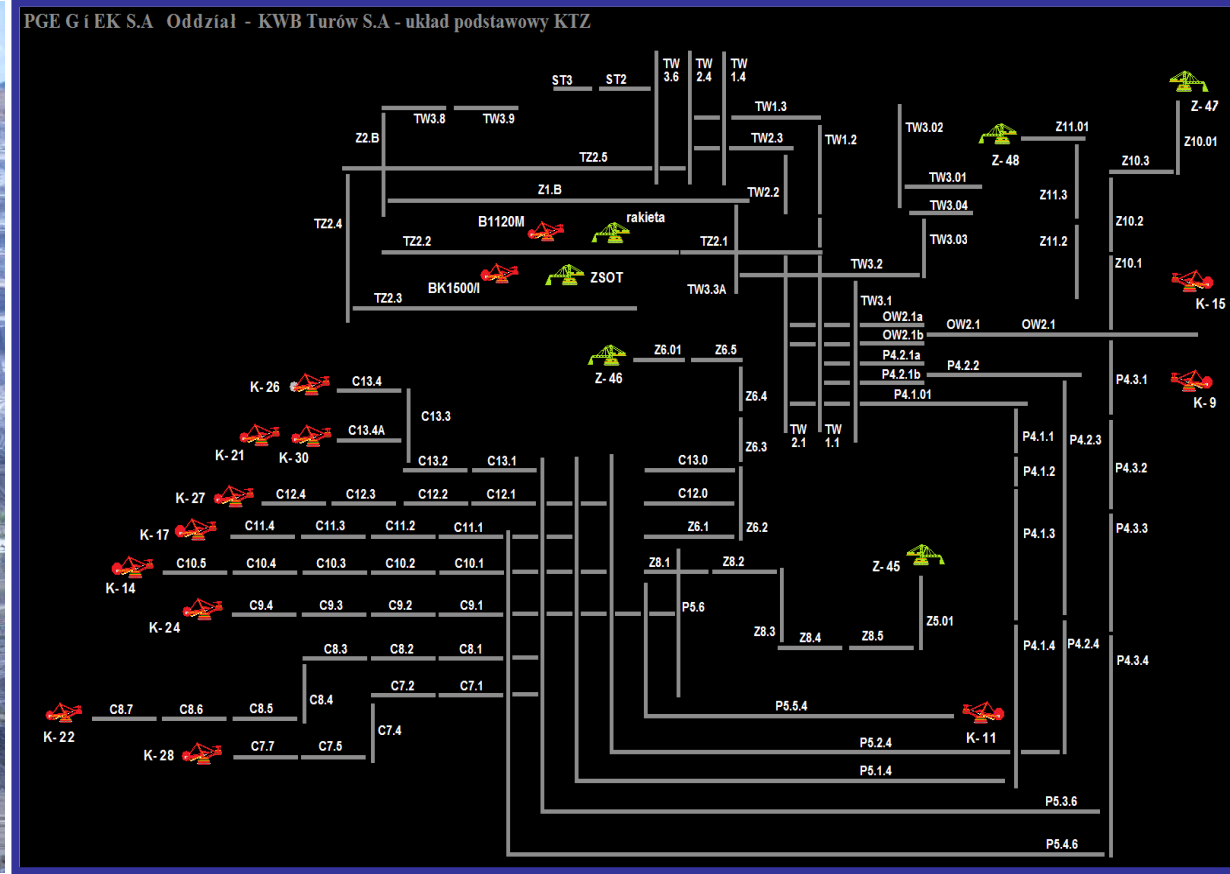 PGE G i EK S.A Oddział - KWB Turów S.A - układ podstawowy KTZ
TW 3.6
TW 2.4
TW 1.4
ST3
ST2
Z-47
TW1.3
TW3.8
TW3.9
TW3.02
Z11.01
Z2.B
TW2.3
TW1.2
Z10.01
Z-48
TZ2.5
Z10.3
TW3.01
Z1.B
TW2.2
Z11.3
TW3.04
B1120M
rakieta
TZ2.4
Z10.2
TZ2.2
TZ2.1
TW3.03
Z11.2
Z10.1
TW3.2
BK1500/I
ZSOT
TW3.3A
K-15
TZ2.3
TW3.1
OW2.1a
OW2.1
OW2.1
OW2.1b
Z6.01
Z6.5
P4.2.1a
P4.2.2
Z-46
P4.2.1b
P4.3.1
K-26
C13.4
Z6.4
P4.1.01
K-9
C13.3
C13.4A
TW 2.1
TW 1.1
P4.1.1
P4.2.3
K-21
K-30
Z6.3
C13.2
C13.1
C13.0
P4.1.2
P4.3.2
K-27
C12.4
C12.3
C12.2
C12.1
C12.0
K-17
C11.4
C11.3
C11.2
C11.1
Z6.1
Z6.2
P4.1.3
P4.3.3
C10.5
C10.4
C10.3
C10.2
C10.1
Z8.1
Z8.2
Z-45
K-14
C9.4
C9.3
C9.2
C9.1
P5.6
K-24
Z8.3
Z8.4
Z8.5
Z5.01
C8.3
C8.2
C8.1
P4.1.4
P4.2.4
P4.3.4
C7.2
C7.1
C8.7
C8.6
C8.5
C8.4
P5.5.4
K-22
C7.4
K-11
K-28
C7.7
C7.5
P5.2.4
P5.1.4
P5.3.6
P5.4.6